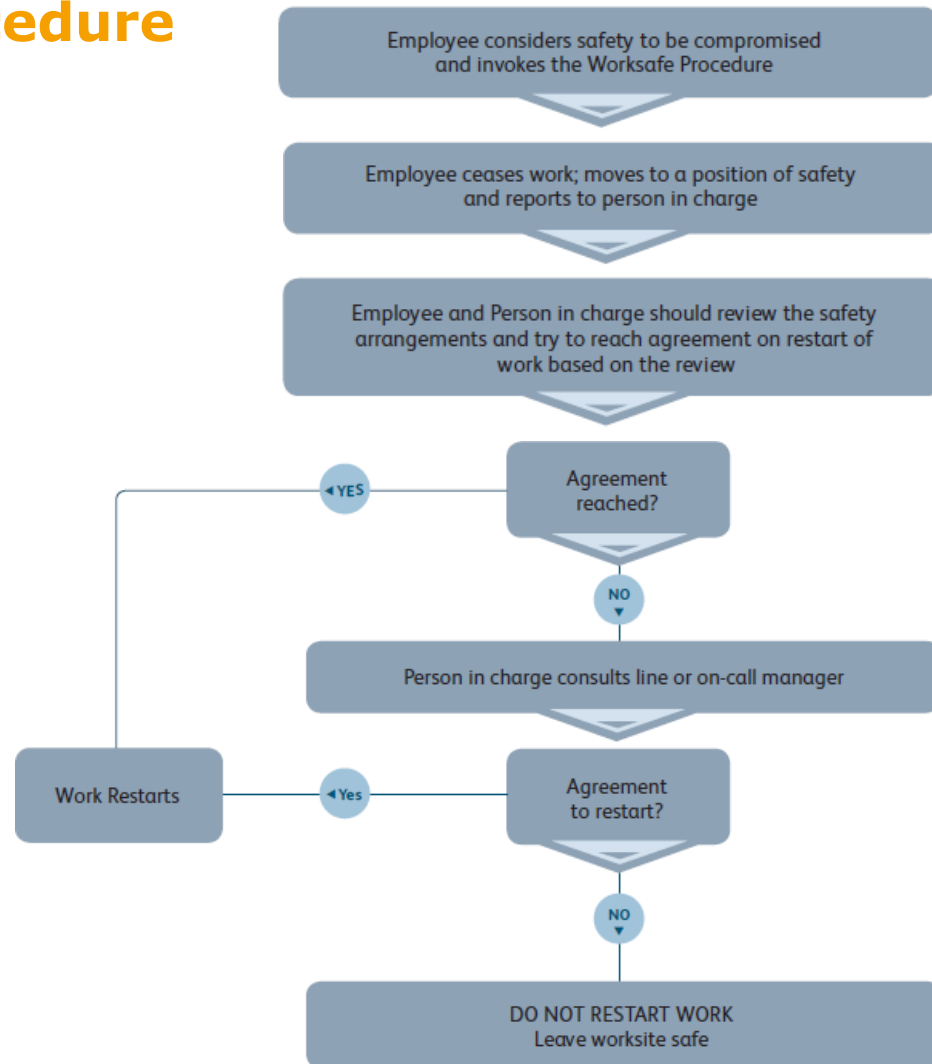 cedure
Employee considers safety to be compromised
and invokes the Worksafe Procedure
Employee ceases work; moves to a position of safety
and reports to person in charge
Employee and Person in charge should review the safety
arrangements and try to reach agreement on restart of
work based on the review
Agreement
reached?
YES
NO
Person in charge consults line or on-call manager
Agreement
to restart?
Yes
Work Restarts
NO
DO NOT RESTART WORK
Leave worksite safe